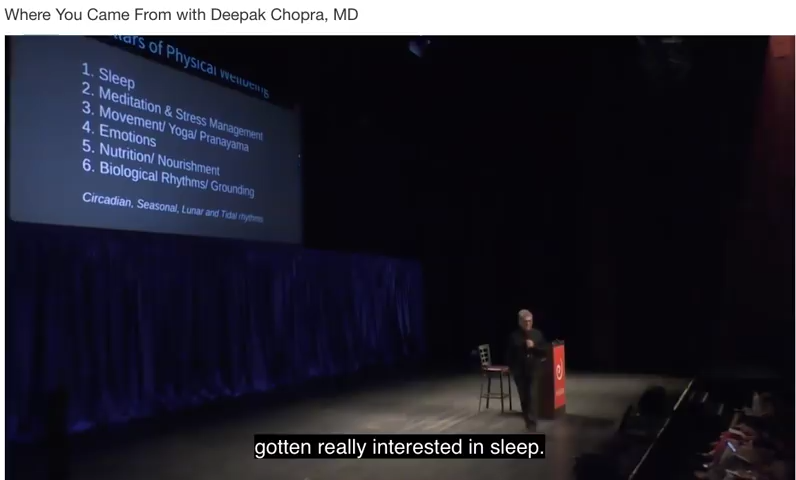 Where You Came From with Deepak Chopra, MD
of Physical Wellbeing
1. Sleep
2. Meditation & Stress Management
3. Movement/ Yoga/ Pranayama
4. Emotions
5. Nutrition/ Nourishment
6. Biological Rhythms/ Grounding
Circadian, Seasonal, Lunar and Tidal rhythms
gotten really interested in sleep.